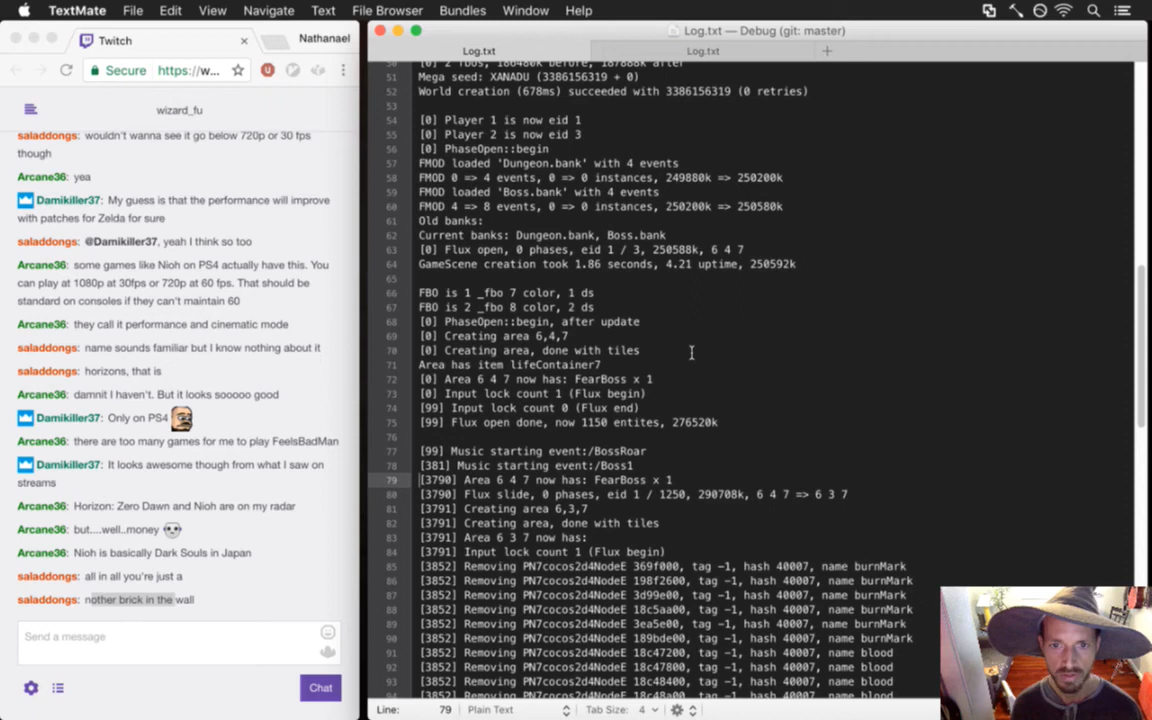 TextMate File Edit View Navigate Text File Browser Bundles Window Help
Twitch
Nathanael
Secure https://w...
wizard_fu
saladdongs: wouldn't wanna see it go below 720p or 30 fps
though
Arcane36: yea
Damikiller37: My guess is that the performance will improve
with patches for Zelda for sure
saladdongs: @Damikiller37, yeah I think so too
Arcane36: some games like Nioh on PS4 actually have this. You
can play at 1080p at 30fps or 720p at 60 fps. That should be
standard on consoles if they can't maintain 60
Arcane36: they call it performance and cinematic mode
saladdongs: name sounds familiar but I know nothing about it
saladdongs: horizons, that is
Arcane36: damnit I haven't. But it looks sooooo good
Damikiller37: Only on PS4
Arcane36: there are too many games for me to play FeelsBadMan
Damikiller37: It looks awesome though from what I saw on
streams
Arcane36: Horizon: Zero Dawn and Nioh are on my radar
Arcane36: but....well..money
Arcane36: Nioh is basically Dark Souls in Japan
saladdongs: all in all you're just a
saladdongs: nother brick in the wall
Send a message
Chat
Log.txt — Debug (git: master)
Log.txt
Log.txt
50 [0] 2 fbos, 186480k before, 187888k after
51 Mega seed: XANADU (3386156319 + 0)
52 World creation (678ms) succeeded with 3386156319 (0 retries)
53
54 [0] Player 1 is now eid 1
55 [0] Player 2 is now eid 3
56 [0] PhaseOpen::begin
57 FMOD loaded 'Dungeon.bank' with 4 events
58 FMOD 0 => 4 events, 0 => 0 instances, 249880k => 250200k
59 FMOD loaded 'Boss.bank' with 4 events
60 FMOD 4 => 8 events, 0 => 0 instances, 250200k => 250580k
61 Old banks:
62 Current banks: Dungeon.bank, Boss.bank
63 [0] Flux open, 0 phases, eid 1 / 3, 250588k, 6 4 7
64 GameScene creation took 1.86 seconds, 4.21 uptime, 250592k
65
66 FBO is 1 _fbo 7 color, 1 ds
67 FBO is 2 _fbo 8 color, 2 ds
68 [0] PhaseOpen::begin, after update
69 [0] Creating area 6,4,7
70 [0] Creating area, done with tiles
71 Area has item lifeContainer7
72 [0] Area 6 4 7 now has: FearBoss x 1
73 [0] Input lock count 1 (Flux begin)
74 [99] Input lock count 0 (Flux end)
75 [99] Flux open done, now 1150 entites, 276520k
76
77 [99] Music starting event:/BossRoar
78 [381] Music starting event:/Boss1
79 [3790] Area 6 4 7 now has: FearBoss x 1
80 [3790] Flux slide, 0 phases, eid 1 / 1250, 290708k, 6 4 7 => 6 3 7
81 [3791] Creating area 6,3,7
82 [3791] Creating area, done with tiles
83 [3791] Area 6 3 7 now has:
84 [3791] Input lock count 1 (Flux begin)
85 [3852] Removing PN7cocos2d4NodeE 369f000, tag -1, hash 40007, name burnMark
86 [3852] Removing PN7cocos2d4NodeE 198f2600, tag -1, hash 40007, name burnMark
87 [3852] Removing PN7cocos2d4NodeE 3d99e00, tag -1, hash 40007, name burnMark
88 [3852] Removing PN7cocos2d4NodeE 18c5aa00, tag -1, hash 40007, name burnMark
89 [3852] Removing PN7cocos2d4NodeE 3ea5e00, tag -1, hash 40007, name burnMark
90 [3852] Removing PN7cocos2d4NodeE 189bde00, tag -1, hash 40007, name burnMark
91 [3852] Removing PN7cocos2d4NodeE 18c47200, tag -1, hash 40007, name blood
92 [3852] Removing PN7cocos2d4NodeE 18c47800, tag -1, hash 40007, name blood
93 [3852] Removing PN7cocos2d4NodeE 18c48400, tag -1, hash 40007, name blood
94 [3852] Removing PN7cocos2d4NodeE 18c48a00, tag -1, hash 40007, name blood
Line: 79 Plain Text Tab Size: 4